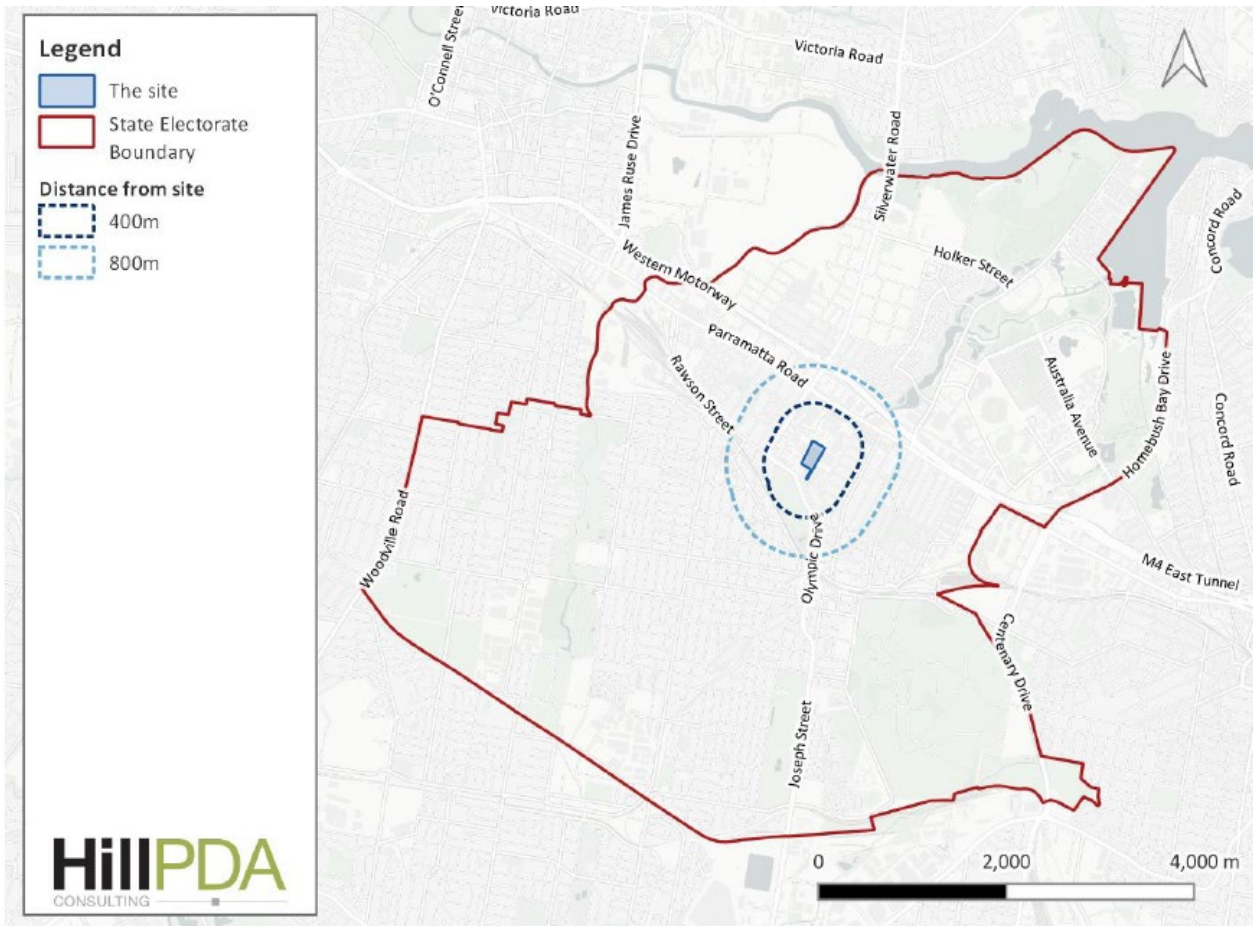 Legend
The site
State Electorate
Boundary
Distance from site
400m
800m
HillPDA
CONSULTING
Victoria Road
Victoria Road
O'Connell Street
James Ruse Drive
Silverwater Road
Concord Road
Western Motorway
Holker Street
Parramatta Road
Rawson Street
Australia Avenue
Homebush Bay Drive
Concord Road
Woodville Road
Olympic Drive
M4 East Tunnel
Centenary Drive
Joseph Street
0 2,000 4,000 m